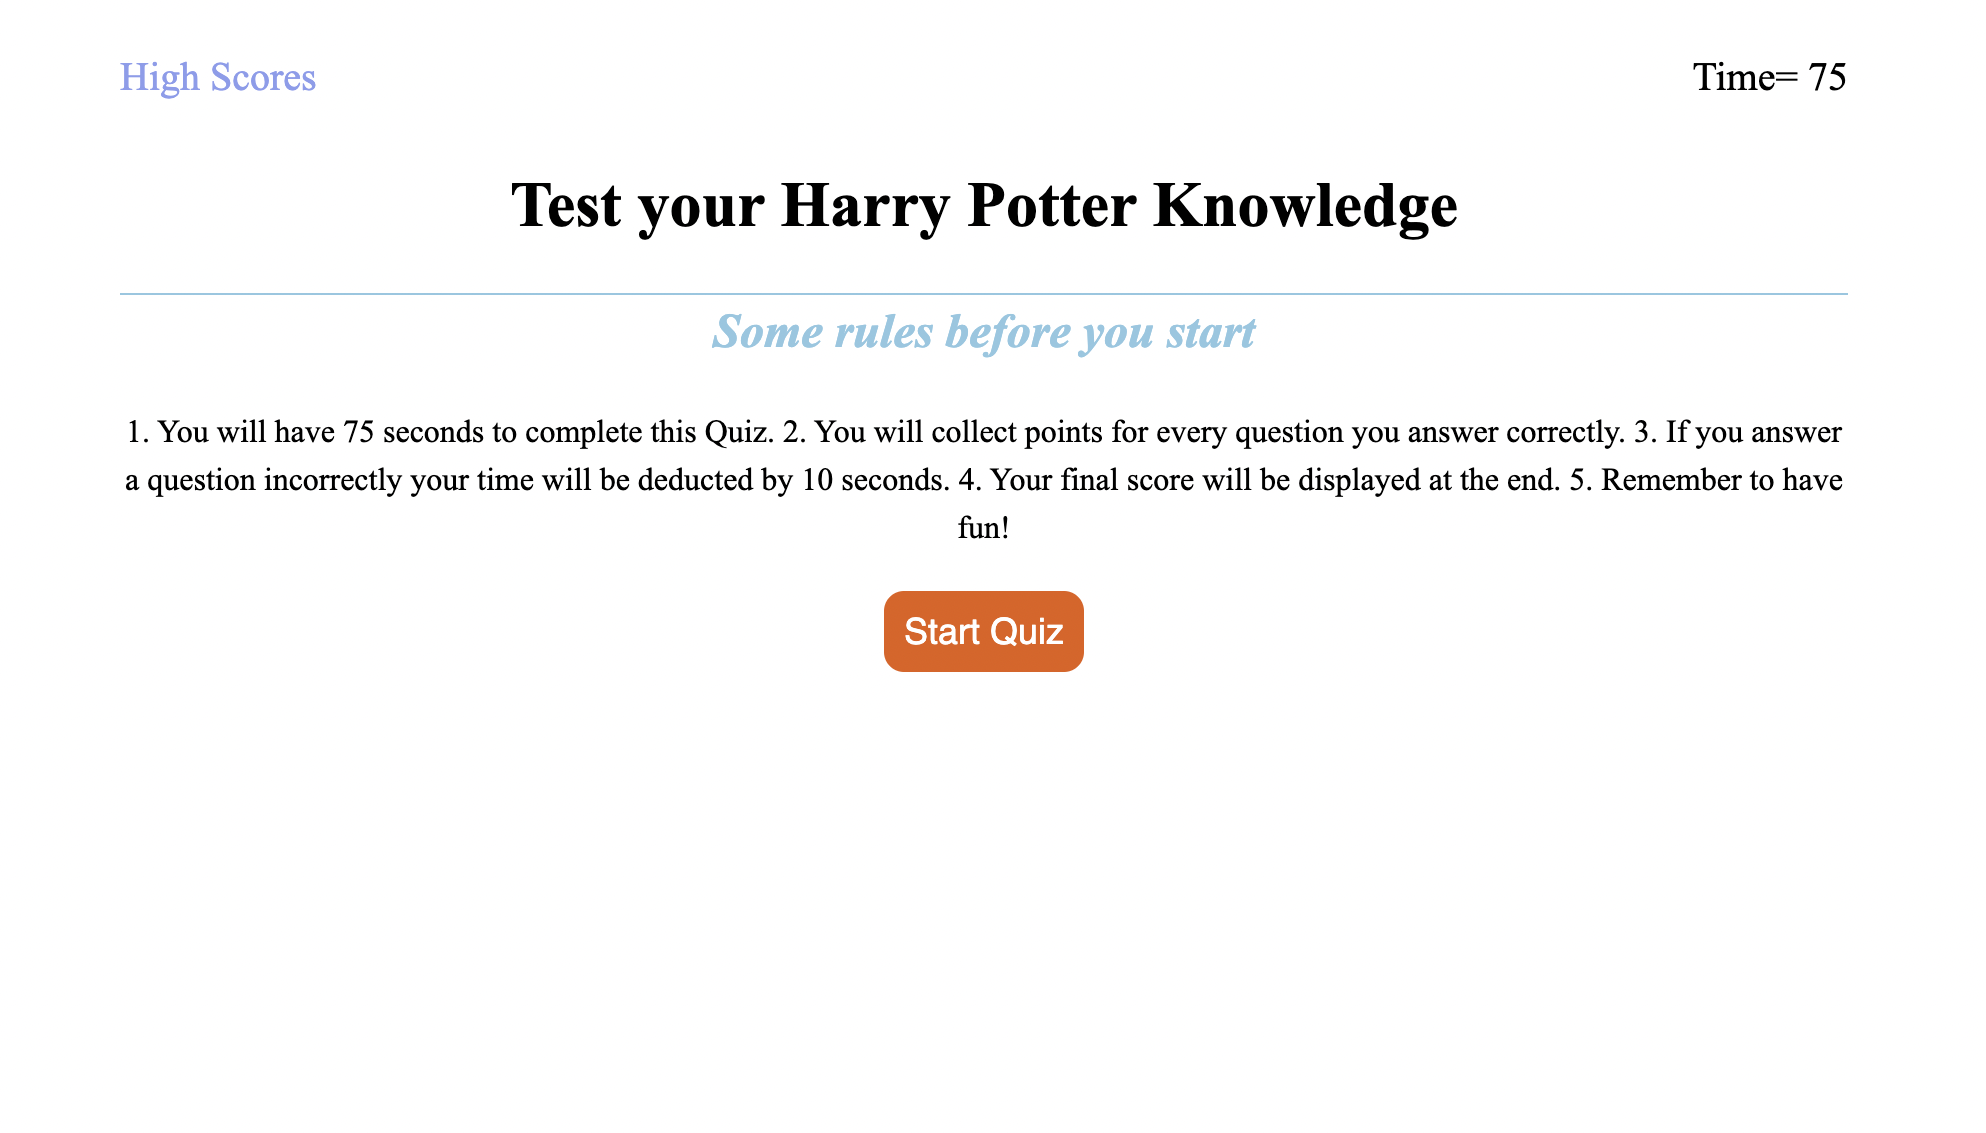 High Scores
Time= 75
Test your Harry Potter Knowledge
Some rules before you start
1. You will have 75 seconds to complete this Quiz. 2. You will collect points for every question you answer correctly. 3. If you answer
a question incorrectly your time will be deducted by 10 seconds. 4. Your final score will be displayed at the end. 5. Remember to have
fun!
Start Quiz